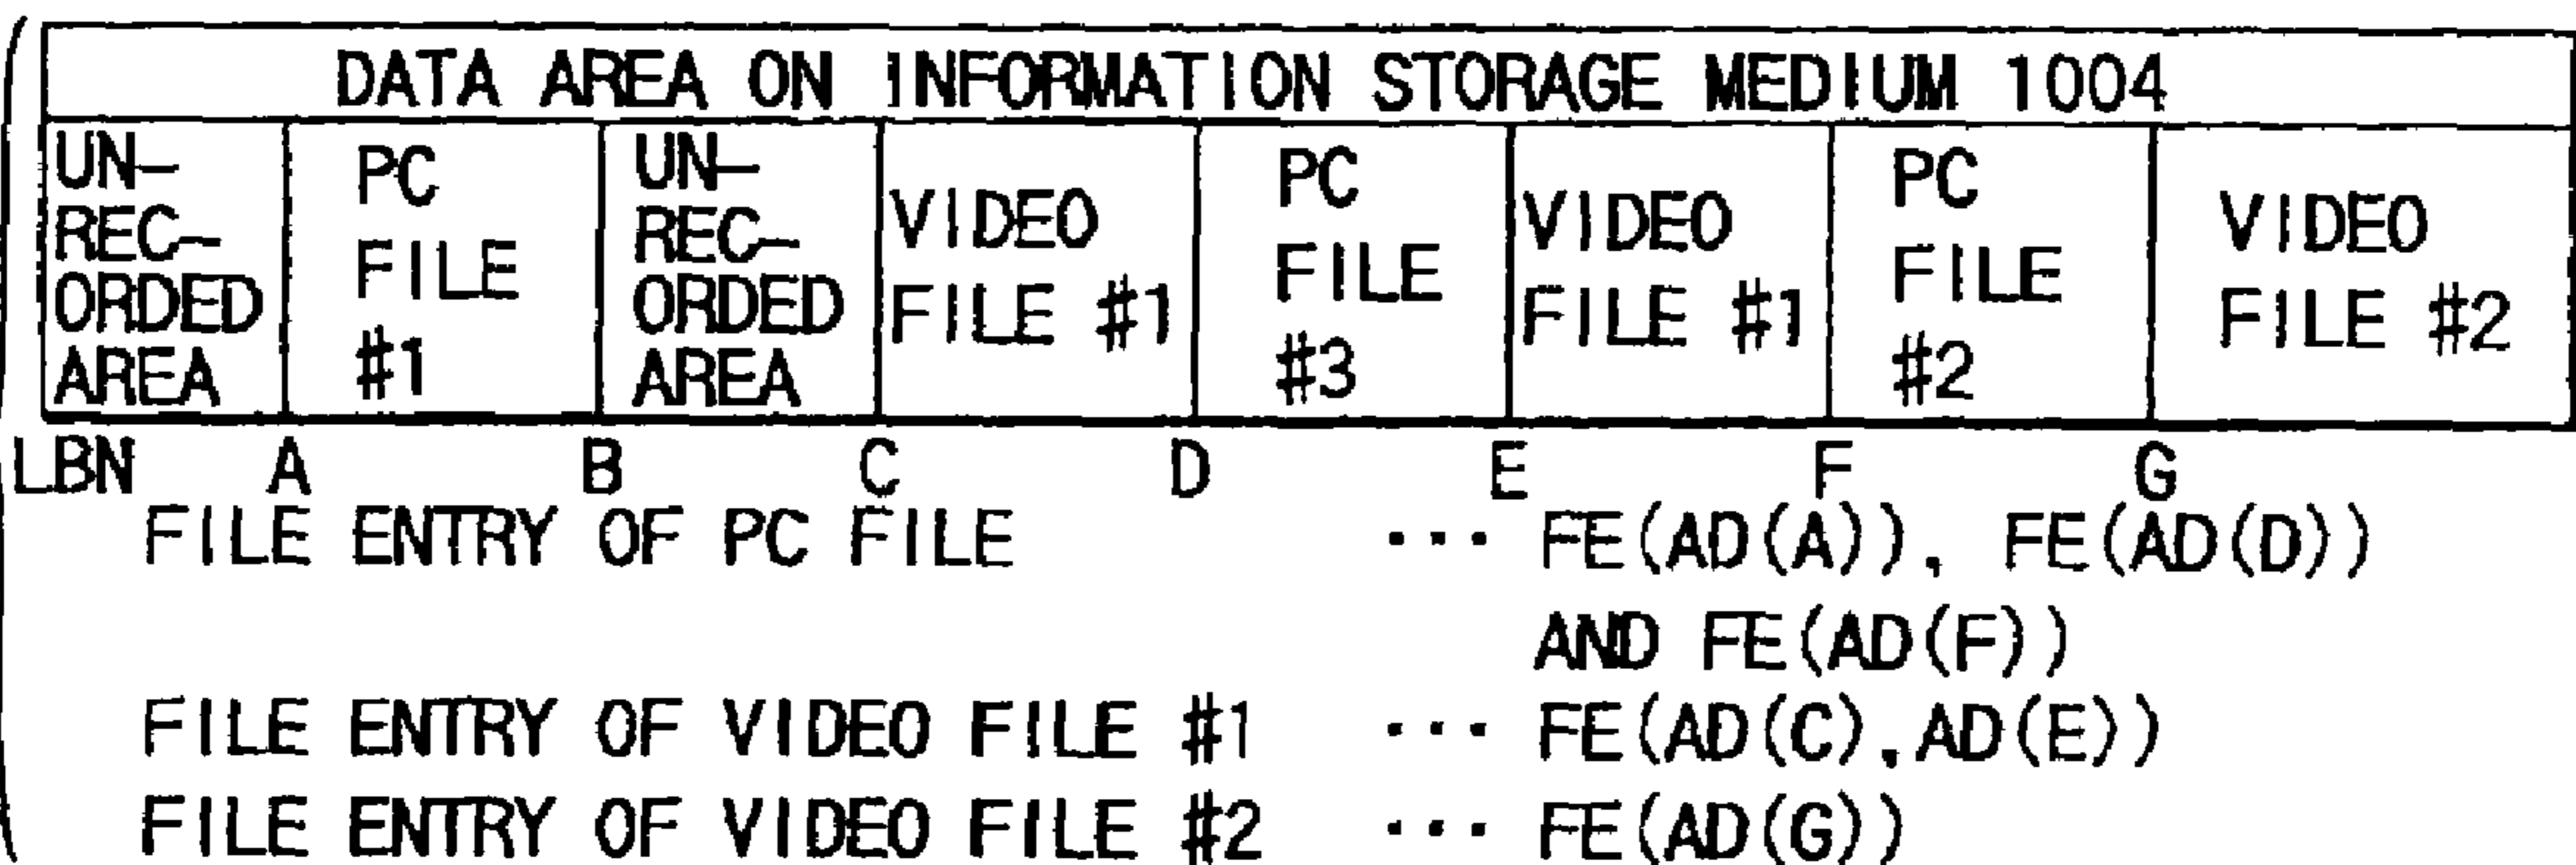 DATA AREA ON INFORMATION STORAGE MEDIUM 1004
UN-
REC-
ORDED
AREA
PC
FILE
#1
UN-
REC-
ORDED
AREA
VIDEO
FILE #1
PC
FILE
#3
VIDEO
FILE #1
PC
FILE
#2
VIDEO
FILE #2
LBN A B C D E F G
FILE ENTRY OF PC FILE ··· FE(AD(A)), FE(AD(D))
AND FE(AD(F))
FILE ENTRY OF VIDEO FILE #1 ··· FE(AD(C),AD(E))
FILE ENTRY OF VIDEO FILE #2 ··· FE(AD(G))